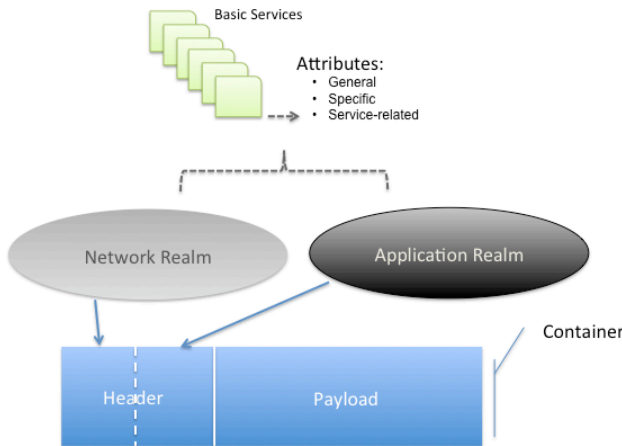 Basic Services
Attributes:
• General
• Specific
• Service-related
Network Realm
Application Realm
Container
Header
Payload